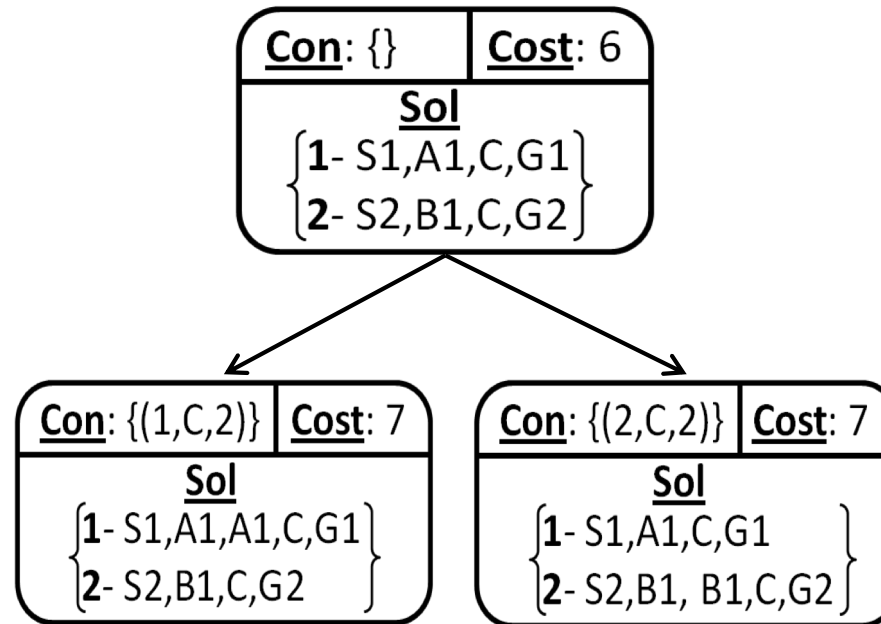 Con: {} Cost: 6
Sol
1- S1,A1,C,G1
2- S2,B1,C,G2
Con: {(1,C,2)} Cost: 7
Sol
1- S1,A1,A1,C,G1
2- S2,B1,C,G2
Con: {(2,C,2)} Cost: 7
Sol
1- S1,A1,C,G1
2- S2,B1, B1,C,G2